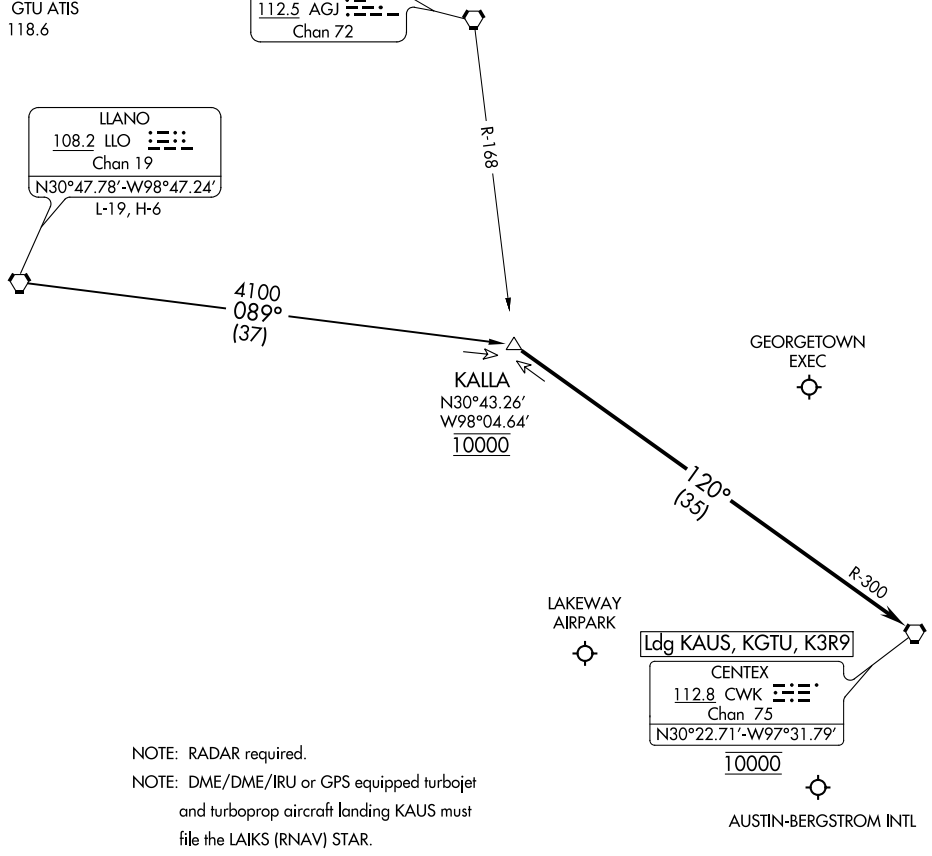 GTU ATIS
118.6
112.5 AGJ
Chan 72
LLANO
108.2 LLO
Chan 19
N30°47.78′-W98°47.24′
L-19, H-6
R-168
4100
089°
(37)
KALLA
N30°43.26′
W98°04.64′
10000
GEORGETOWN
EXEC
120°
(35)
R-300
LAKEWAY
AIRPARK
Ldg KAUS, KGTU, K3R9
CENTEX
112.8 CWK
Chan 75
N30°22.71′-W97°31.79′
10000
AUSTIN-BERGSTROM INTL
NOTE: RADAR required.
NOTE: DME/DME/IRU or GPS equipped turbojet
and turboprop aircraft landing KAUS must
file the LAIKS (RNAV) STAR.